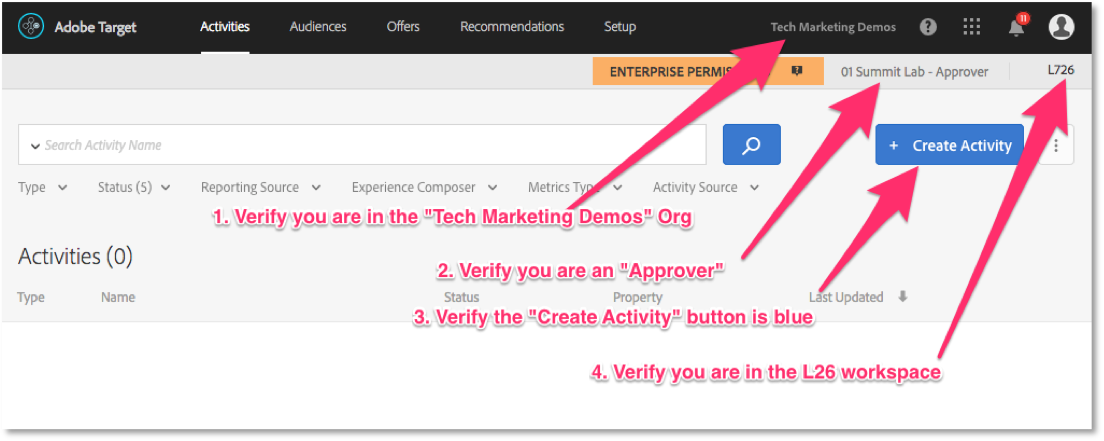 Adobe Target Activities Audiences Offers Recommendations Setup Tech Marketing Demos ? 11
ENTERPRISE PERMIS 01 Summit Lab - Approver L726
Search Activity Name + Create Activity
Type Status (5) Reporting Source Experience Composer Metrics Type Activity Source
1. Verify you are in the "Tech Marketing Demos" Org
Activities (0)
2. Verify you are an "Approver"
Type Name Status Property Last Updated
3. Verify the "Create Activity" button is blue
4. Verify you are in the L26 workspace